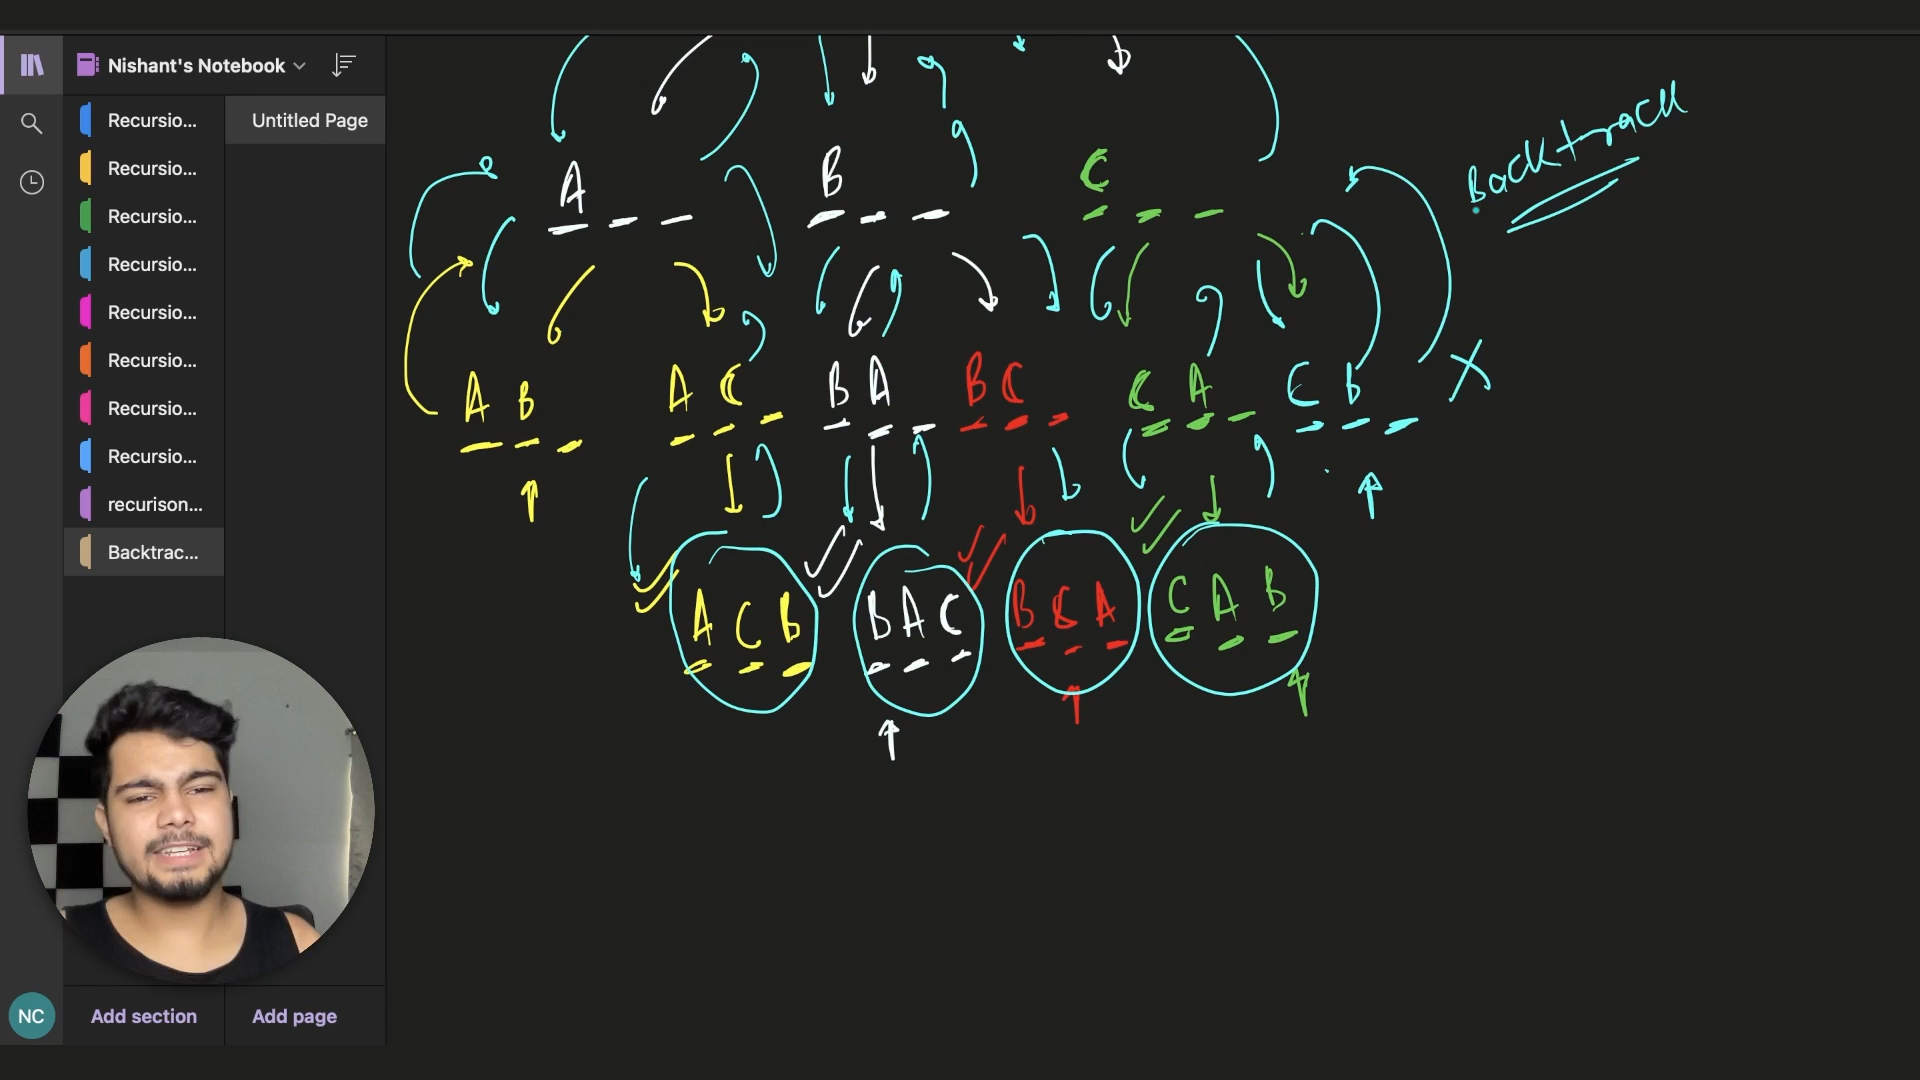 Nishant's Notebook
Recursio...
Recursio...
Recursio...
Recursio...
Recursio...
Recursio...
Recursio...
Recursio...
recurison...
Backtrac...
Untitled Page
Add section
Add page
NC
Backtrack
A B C
A B A C B A B C C A C B X
A C B B A C B C A C A B